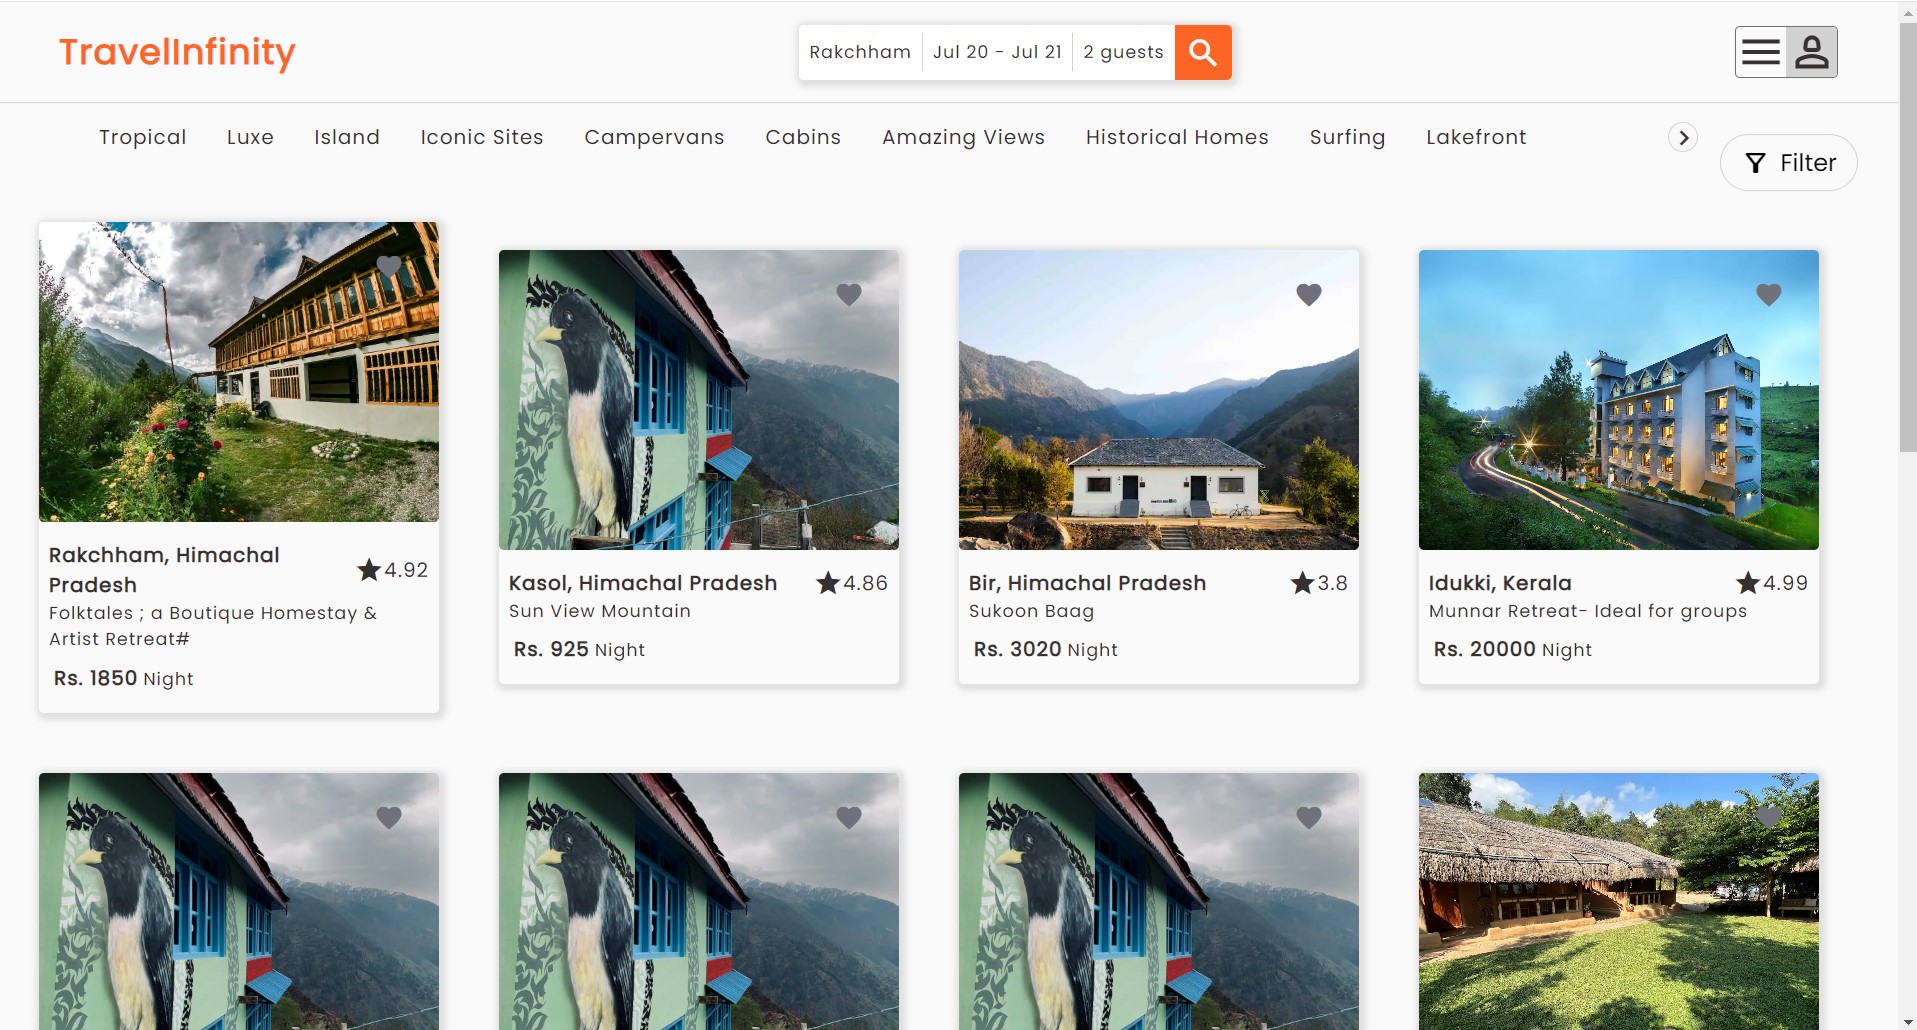 TravelInfinity
Rakchham Jul 20 - Jul 21 2 guests
Tropical Luxe Island Iconic Sites Campervans Cabins Amazing Views Historical Homes Surfing Lakefront
Filter
Rakchham, Himachal
Pradesh
4.92
Folktales ; a Boutique Homestay &
Artist Retreat#
Rs. 1850 Night
Kasol, Himachal Pradesh 4.86
Sun View Mountain
Rs. 925 Night
Bir, Himachal Pradesh 3.8
Sukoon Baag
Rs. 3020 Night
Idukki, Kerala 4.99
Munnar Retreat- Ideal for groups
Rs. 20000 Night